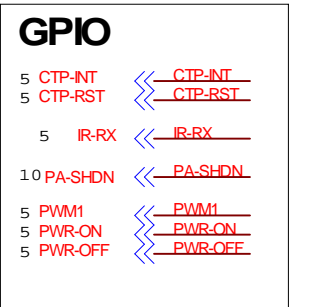 GPIO
5 CTP-INT CTP-INT
5 CTP-RST CTP-RST
5 IR-RX IR-RX
10 PA-SHDN PA-SHDN
5 PWM1 PWM1
5 PWR-ON PWR-ON
5 PWR-OFF PWR-OFF